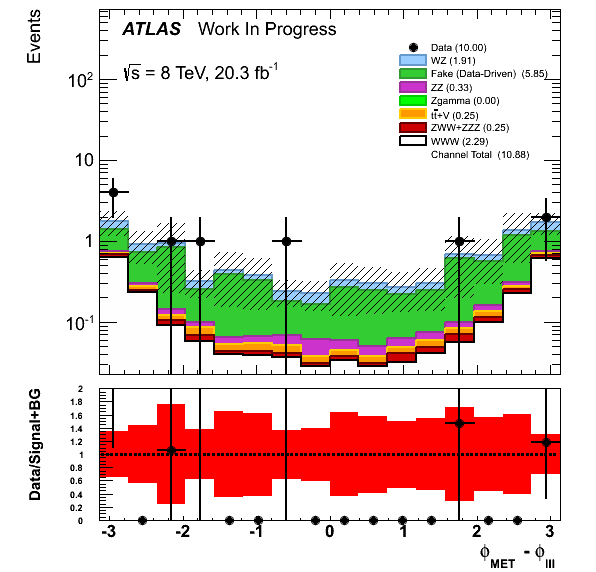 Events
ATLAS Work In Progress
√s = 8 TeV, 20.3 fb⁻¹
Data (10.00)
WZ (1.91)
Fake (Data-Driven) (5.85)
ZZ (0.33)
Zgamma (0.00)
tt̄+V (0.25)
ZWW+ZZZ (0.25)
WWW (2.29)
Channel Total (10.88)
10²
10
1
10⁻¹
Data/Signal+BG
2
1.8
1.6
1.4
1.2
1
0.8
0.6
0.4
0.2
0
-3 -2 -1 0 1 2 3
ϕMET - ϕlll